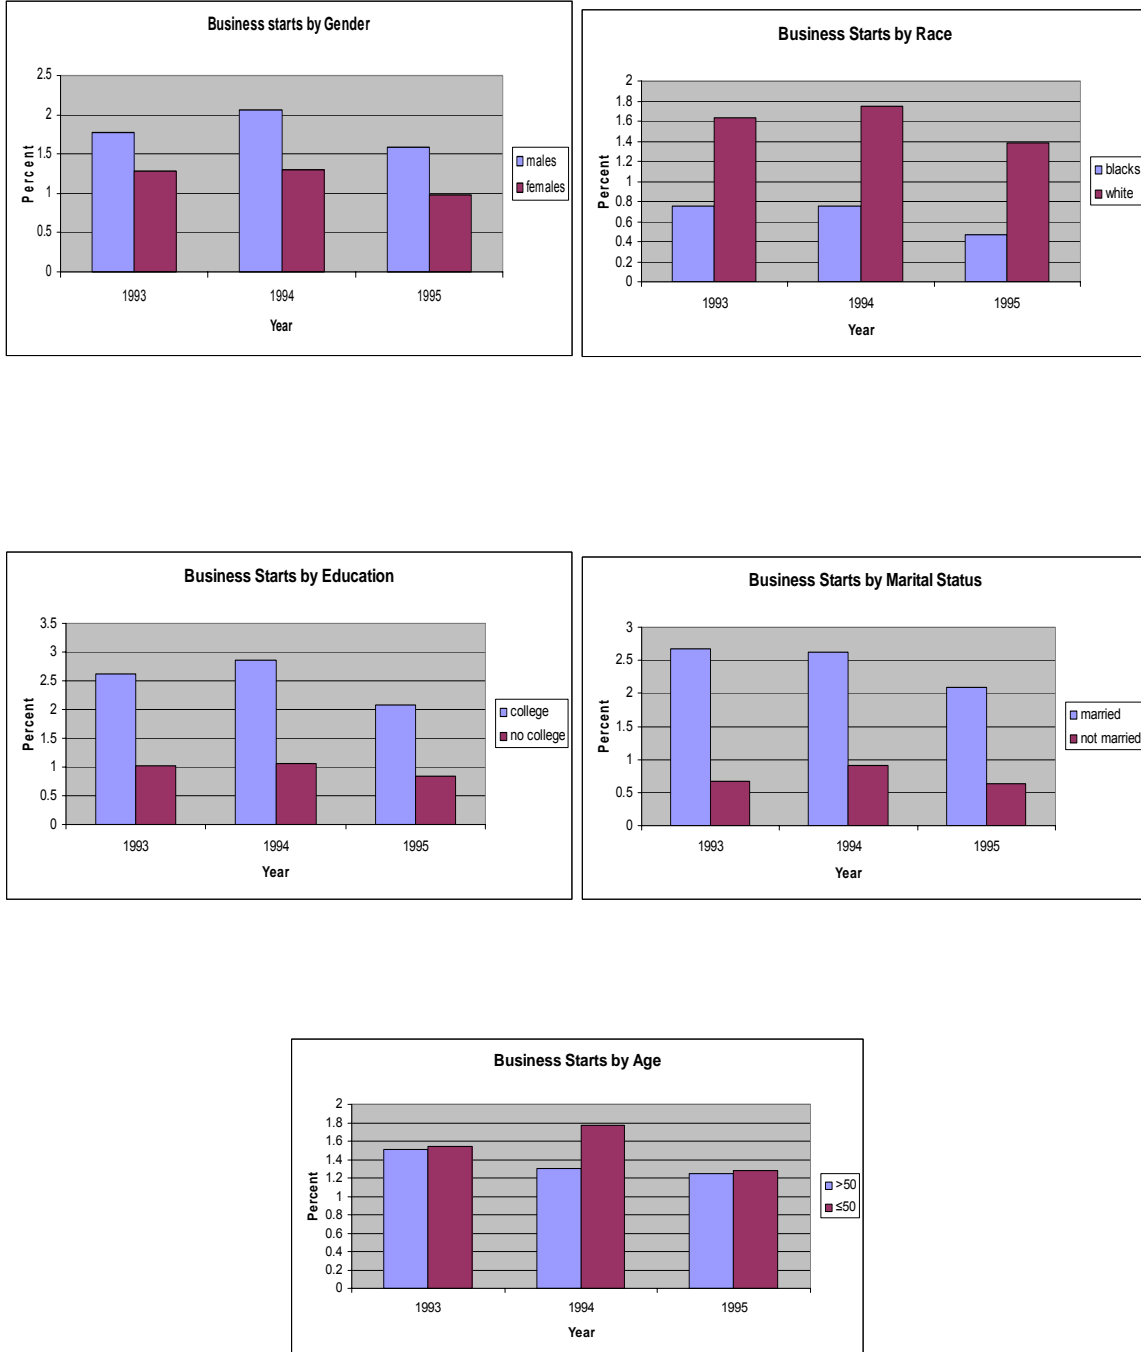 Business starts by Gender
2.5
2
1.5
1
0.5
0
Percent
1993 1994 1995
Year
males
females
Business Starts by Race
2
1.8
1.6
1.4
1.2
1
0.8
0.6
0.4
0.2
0
Percent
1993 1994 1995
Year
blacks
white
Business Starts by Education
3.5
3
2.5
2
1.5
1
0.5
0
Percent
1993 1994 1995
Year
college
no college
Business Starts by Marital Status
3
2.5
2
1.5
1
0.5
0
Percent
1993 1994 1995
Year
married
not married
Business Starts by Age
2
1.8
1.6
1.4
1.2
1
0.8
0.6
0.4
0.2
0
Percent
1993 1994 1995
Year
>50
≤50